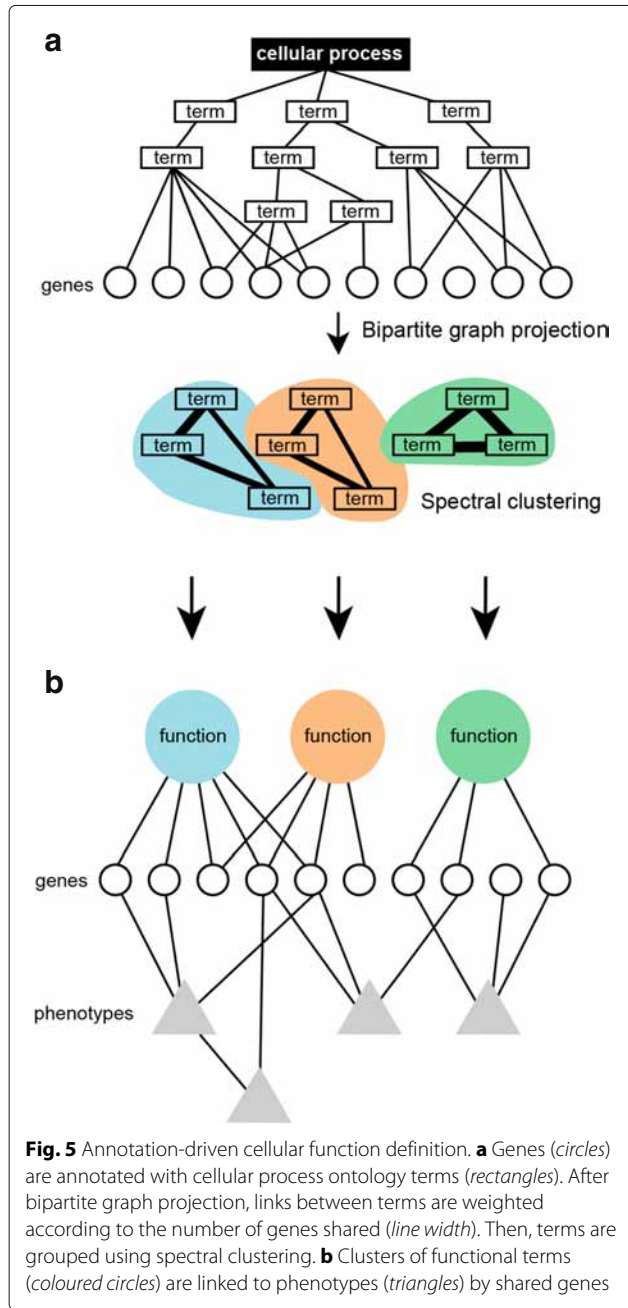 a
cellular process
term term term
term term term term
term term
genes
Bipartite graph projection
term term term
term term term term
term term
Spectral clustering
b
function function function
genes
phenotypes
Fig. 5 Annotation-driven cellular function definition. a Genes (circles)
are annotated with cellular process ontology terms (rectangles). After
bipartite graph projection, links between terms are weighted
according to the number of genes shared (line width). Then, terms are
grouped using spectral clustering. b Clusters of functional terms
(coloured circles) are linked to phenotypes (triangles) by shared genes